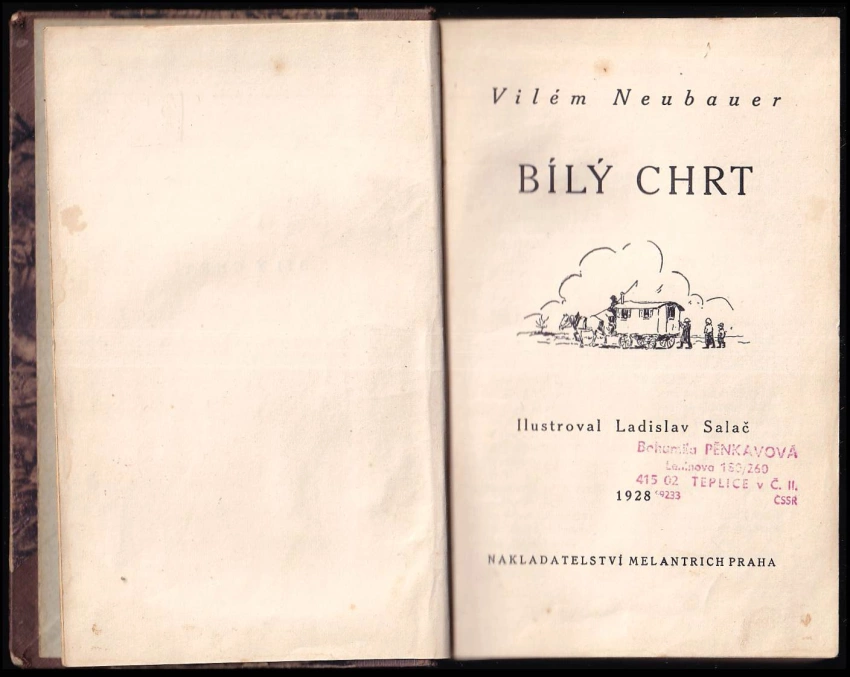 Vilém Neubauer
BÍLÝ CHRT
Ilustroval Ladislav Salač
Bohumila PĚNKAVOVÁ
415 02 TEPLICE v Č. II.
1928
ČSSR
NAKLADATELSTVÍ MELANTRICH PRAHA